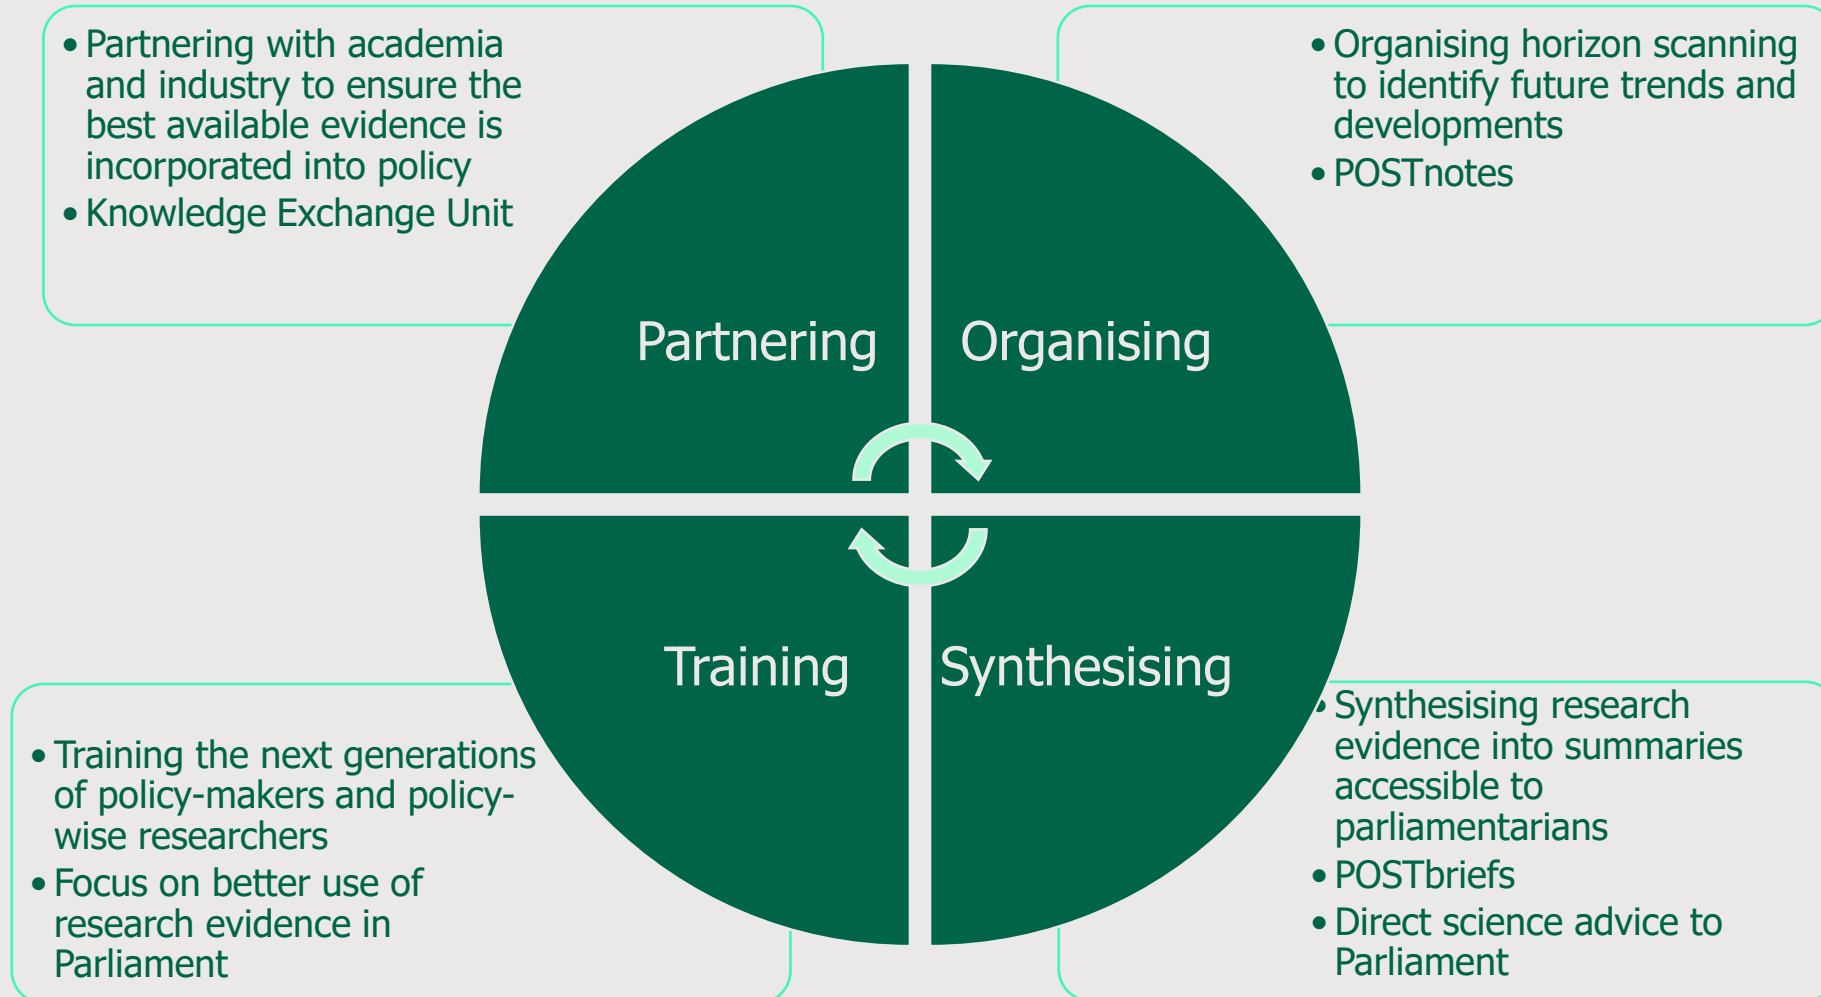 • Partnering with academia
and industry to ensure the
best available evidence is
incorporated into policy
• Knowledge Exchange Unit
• Organising horizon scanning
to identify future trends and
developments
• POSTnotes
Partnering
Organising
Training
Synthesising
• Training the next generations
of policy-makers and policy-
wise researchers
• Focus on better use of
research evidence in
Parliament
• Synthesising research
evidence into summaries
accessible to
parliamentarians
• POSTbriefs
• Direct science advice to
Parliament